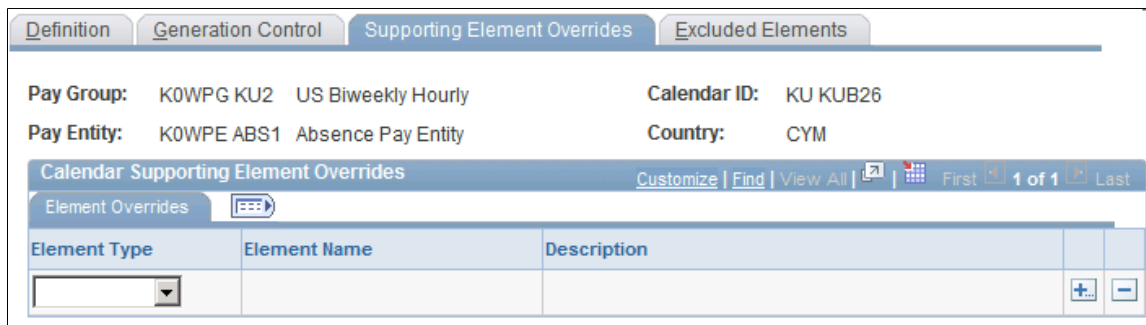 Definition Generation Control Supporting Element Overrides Excluded Elements
Pay Group: K0WPG KU2 US Biweekly Hourly Calendar ID: KU KUB26
Pay Entity: K0WPE ABS1 Absence Pay Entity Country: CYM
Calendar Supporting Element Overrides Customize | Find | View All | | First 1 of 1 Last
Element Overrides
Element Type Element Name Description